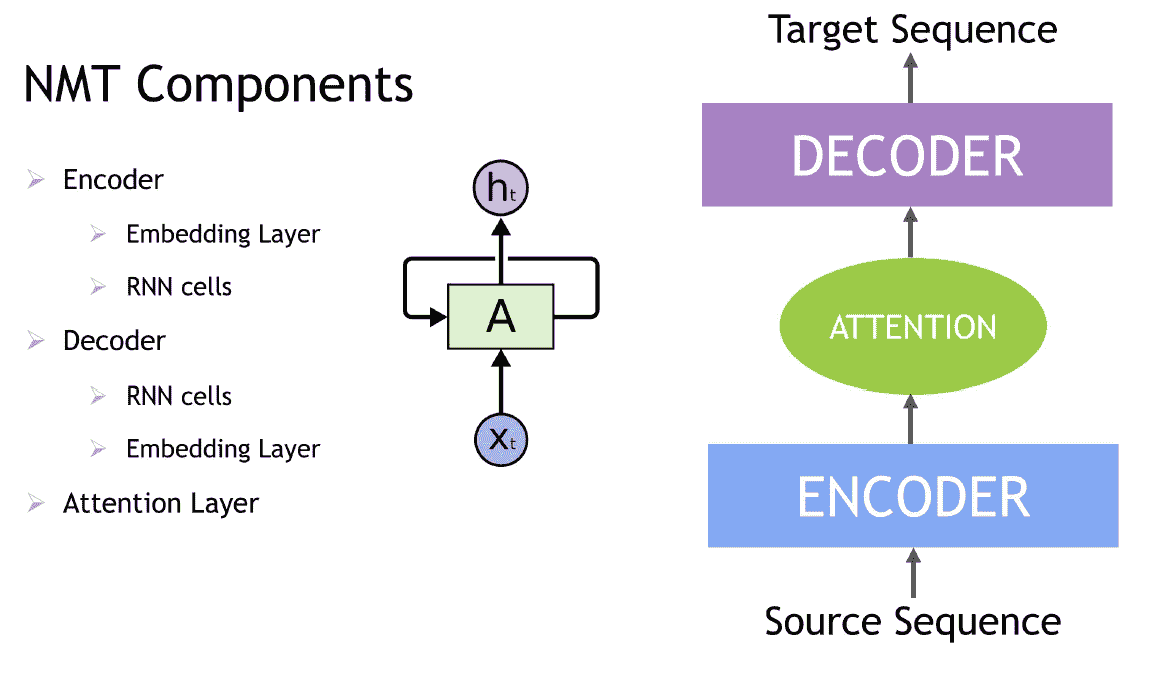 NMT Components
Encoder
Embedding Layer
RNN cells
Decoder
RNN cells
Embedding Layer
Attention Layer
ht
A
xt
Target Sequence
DECODER
ATTENTION
ENCODER
Source Sequence